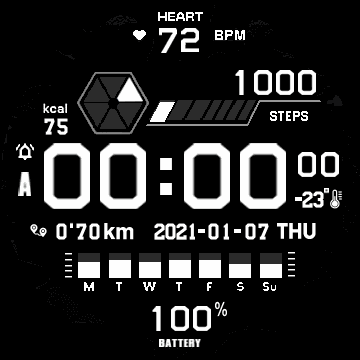 HEART
72 BPM
1000
STEPS
kcal
75
00:00 00
A
-23°
0'70km 2021-01-07 THU
M T W T F S Su
100%
BATTERY